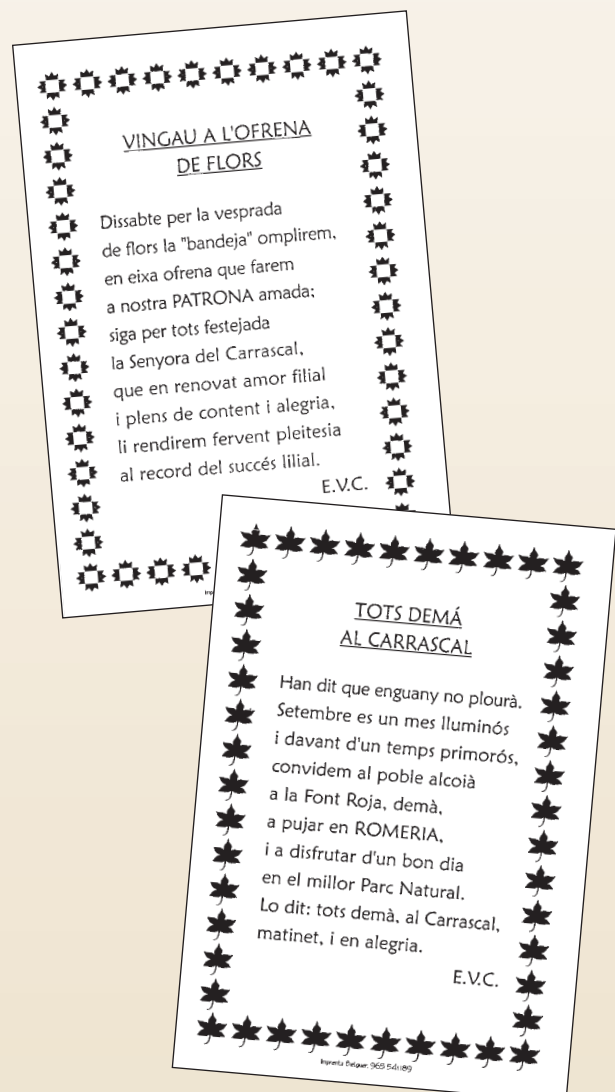 VINGAU A L'OFRENA
DE FLORS
Dissabte per la vesprada
de flors la "bandeja" omplirem,
en eixa ofrena que farem
a nostra PATRONA amada;
siga per tots festejada
la Senyora del Carrascal,
que en renovat amor filial
i plens de content i alegria,
li rendirem fervent pleitesia
al record del succés lilial.
E.V.C.
TOTS DEMÁ
AL CARRASCAL
Han dit que enguany no plourà.
Setembre es un mes lluminós
i davant d'un temps primorós,
convidem al poble alcoià
a la Font Roja, demà,
a pujar en ROMERIA,
i a disfrutar d'un bon dia
en el millor Parc Natural.
Lo dit: tots demà, al Carrascal,
matinet, i en alegria.
E.V.C.
Imprenta Belguer: 965 541189